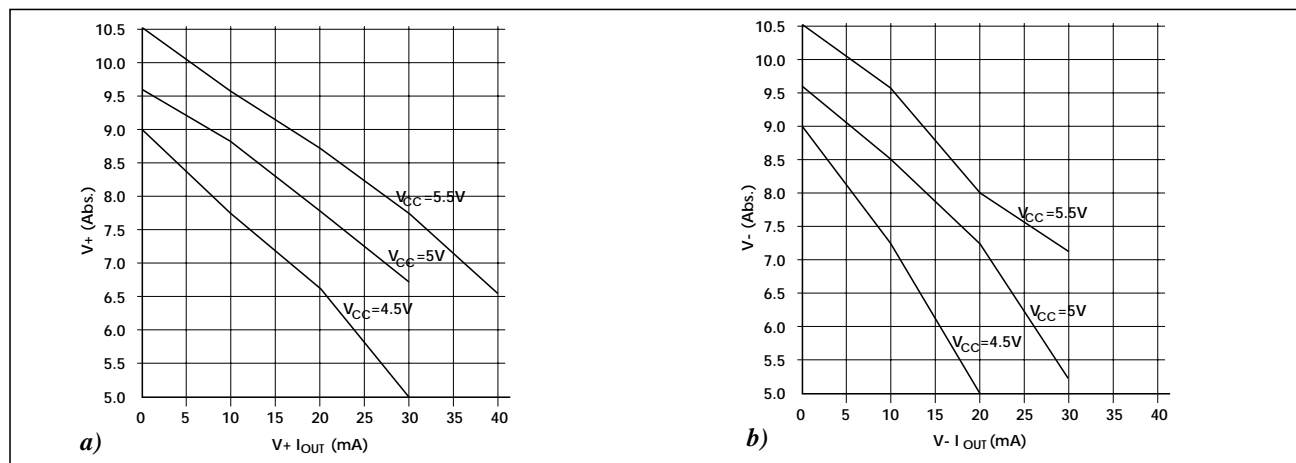 10.5
10.0
9.5
9.0
8.5
8.0
7.5
7.0
6.5
6.0
5.5
5.0
V+ (Abs.)
VCC=5.5V
VCC=5V
VCC=4.5V
0 5 10 15 20 25 30 35 40
V+ IOUT (mA)
a)
10.5
10.0
9.5
9.0
8.5
8.0
7.5
7.0
6.5
6.0
5.5
5.0
V- (Abs.)
VCC=5.5V
VCC=5V
VCC=4.5V
0 5 10 15 20 25 30 35 40
V- IOUT (mA)
b)